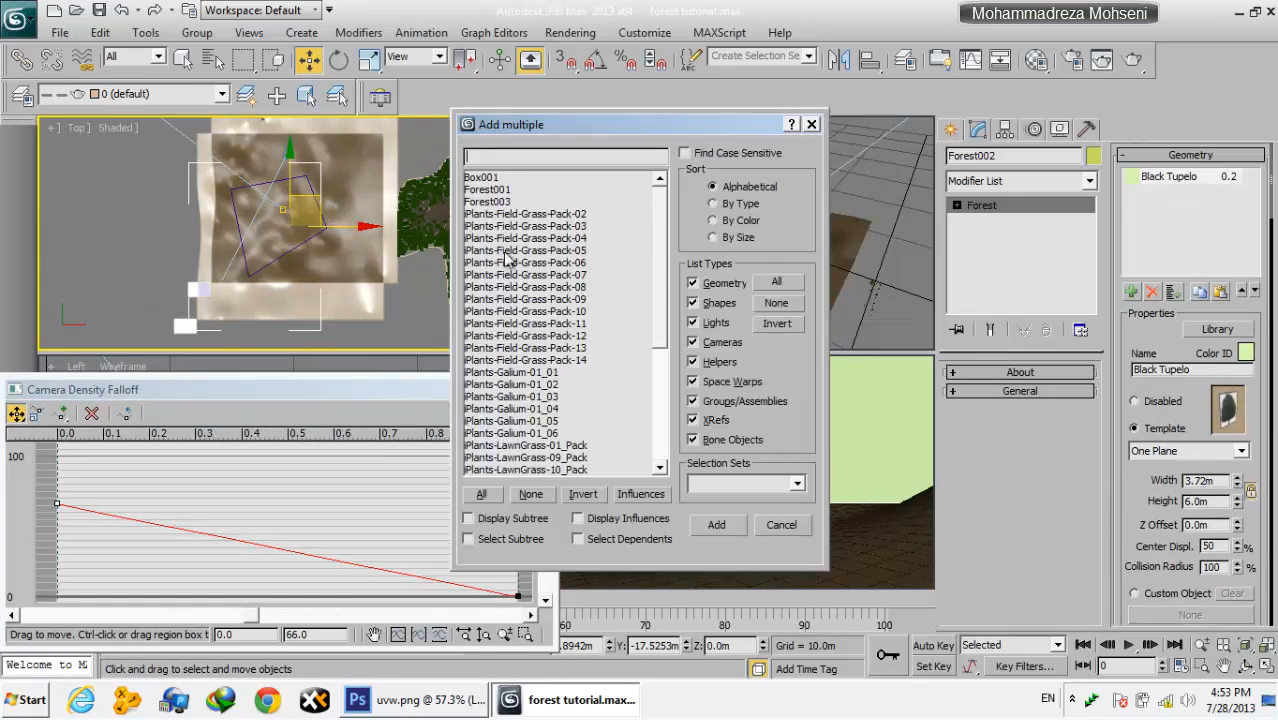 Workspace: Default
Autodesk 3ds Max 2013 x64
forest tutorial.max
Mohammadreza Mohseni
File
Edit
Tools
Group
Views
Create
Modifiers
Animation
Graph Editors
Rendering
Customize
MAXScript
Help
All
View
3
Create Selection Se
0 (default)
[+] Top ] Shaded ]
[+] Left Wireframe
Add multiple
?
Box001
Forest001
Forest003
iPlants-Field-Grass-Pack-02
iPlants-Field-Grass-Pack-03
iPlants-Field-Grass-Pack-04
iPlants-Field-Grass-Pack-05
iPlants-Field-Grass-Pack-06
iPlants-Field-Grass-Pack-07
iPlants-Field-Grass-Pack-08
iPlants-Field-Grass-Pack-09
iPlants-Field-Grass-Pack-10
iPlants-Field-Grass-Pack-11
iPlants-Field-Grass-Pack-12
iPlants-Field-Grass-Pack-13
iPlants-Field-Grass-Pack-14
iPlants-Galium-01_01
iPlants-Galium-01_02
iPlants-Galium-01_03
iPlants-Galium-01_04
iPlants-Galium-01_05
iPlants-Galium-01_06
iPlants-LawnGrass-01_Pack
iPlants-LawnGrass-09_Pack
iPlants-LawnGrass-10_Pack
All
None
Invert
Influences
Display Subtree
Display Influences
Select Subtree
Select Dependents
Find Case Sensitive
Sort
Alphabetical
By Type
By Color
By Size
List Types
Geometry
All
Shapes
None
Lights
Invert
Cameras
Helpers
Space Warps
Groups/Assemblies
XRefs
Bone Objects
Selection Sets
Add
Cancel
Camera Density Falloff
0.0 0.1 0.2 0.3 0.4 0.5 0.6 0.7 0.8
100
0
Drag to move. Ctrl-click or drag region box t
0.0
66.0
Forest002
Modifier List
Forest
About
General
Geometry
Black Tupelo 0.2
Properties
Library
Name
Color ID
Black Tupelo
Disabled
Template
One Plane
Width 3.72m
Height 6.0m
Z Offset 0.0m
Center Displ. 50 %
Collision Radius 100 %
Custom Object
Clear
None
60 70 80 90 100
.8942m
Y: -17.5253m
Z: 0.0m
Grid = 10.0m
Add Time Tag
Auto Key
Selected
Set Key
Key Filters...
0
Welcome to M
Click and drag to select and move objects
Start
uvw.png @ 57.3% (L...
forest tutorial.max...
EN
4:53 PM
7/28/2013